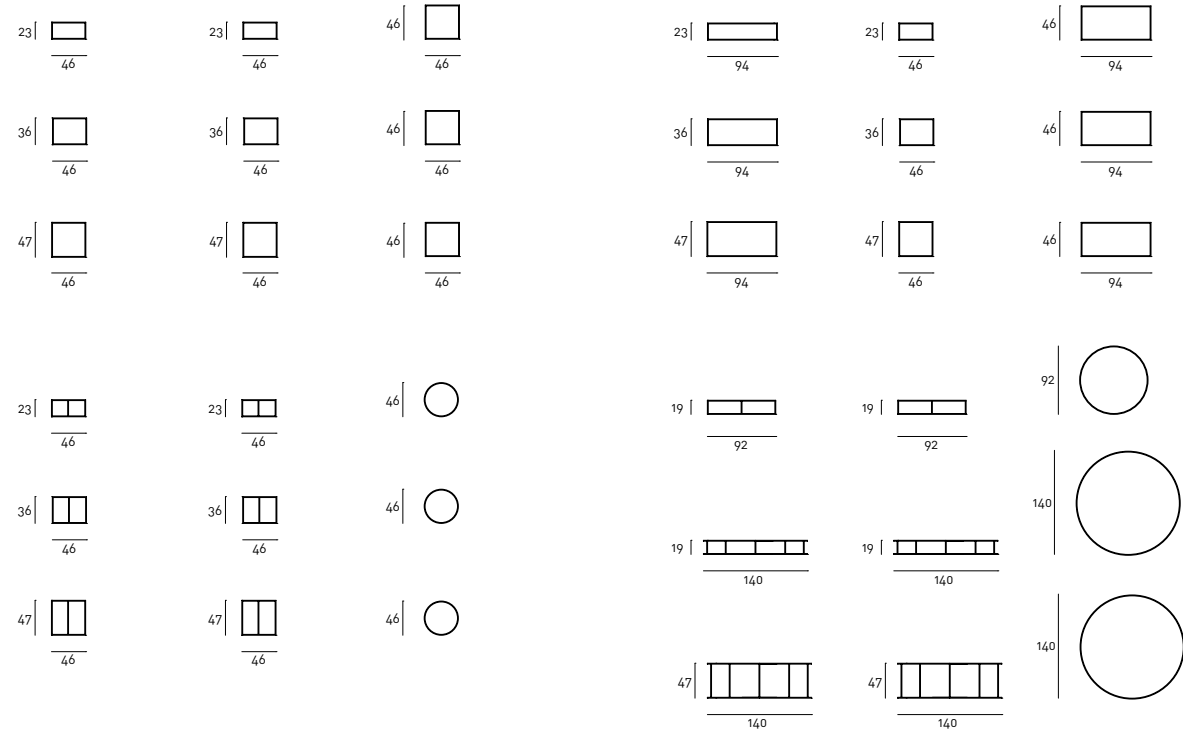 23 23 46 23 23 46
46 46 46 94 46 94
36 36 46 36 36 46
46 46 46 94 46 94
47 47 46 47 47 46
46 46 46 94 46 94
92
23 23 46 19 19
46 46 92 92
36 36 46 140
46 46 19 19
140 140
47 47 46 140
46 46 47 47
140 140